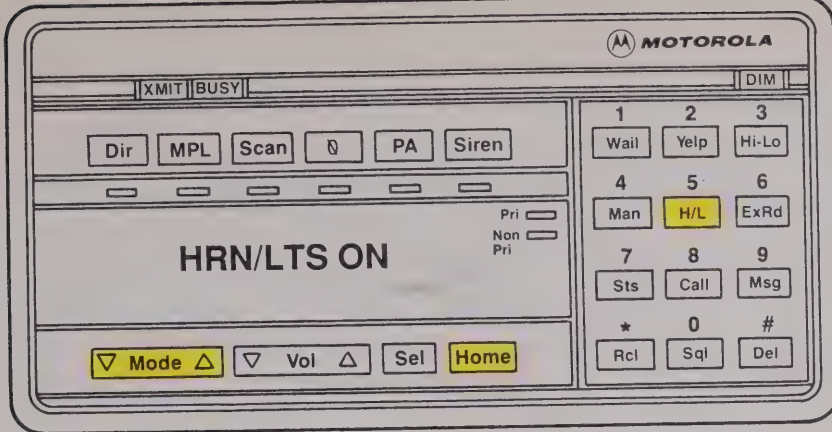 MOTOROLA
XMIT BUSY DIM
Dir MPL Scan Ø PA Siren
Pri
Non
Pri
HRN/LTS ON
▽ Mode △ ▽ Vol △ Sel Home
1 2 3
Wail Yelp Hi-Lo
4 5 6
Man H/L ExRd
7 8 9
Sts Call Msg
* 0 #
Rcl Sql Del